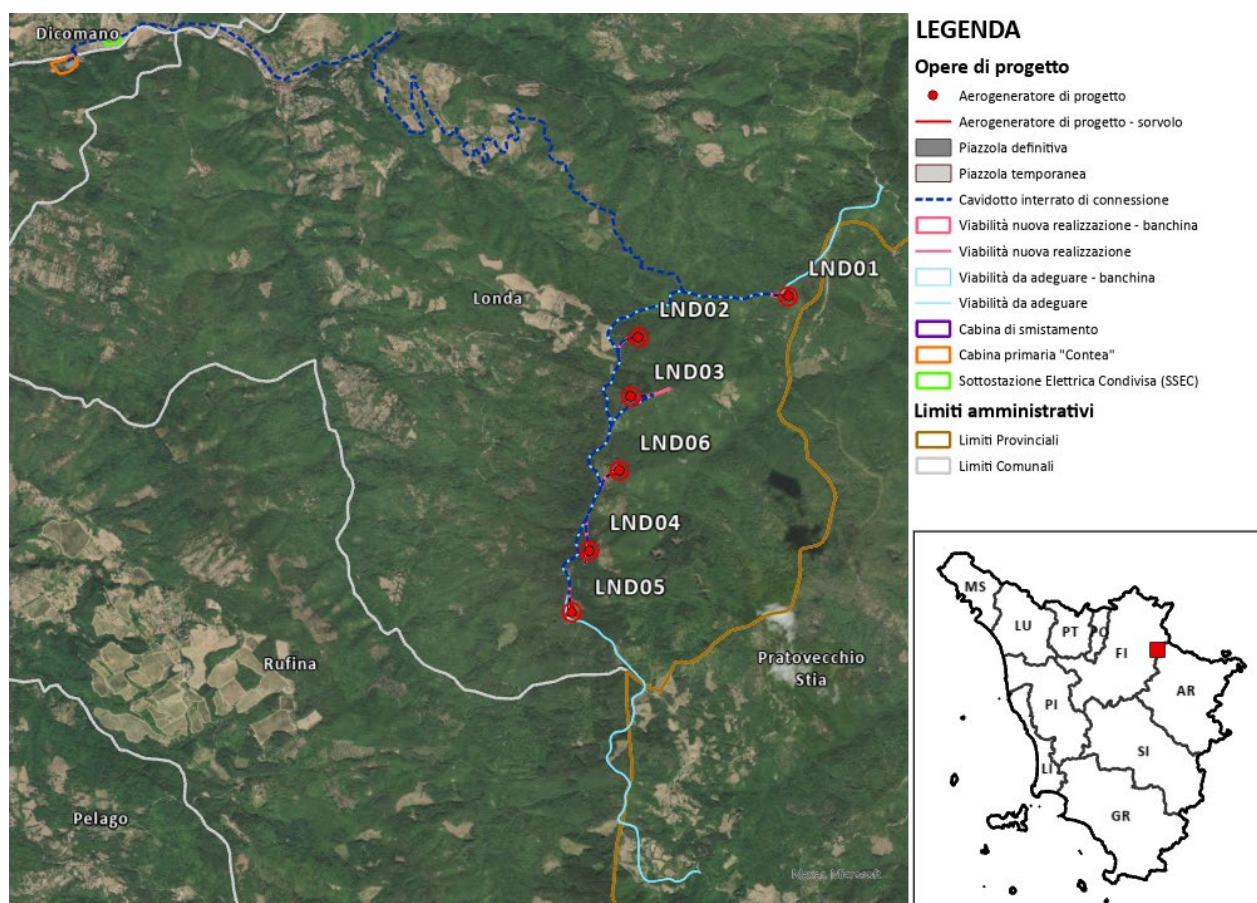 Dicomano
Londa
LND01
LND02
LND03
LND06
LND04
LND05
Rufina
Pratovecchio
Stia
Pelago
Maxar, Microsoft
LEGENDA
Opere di progetto
Aerogeneratore di progetto
Aerogeneratore di progetto - sorvolo
Piazzola definitiva
Piazzola temporanea
Cavidotto interrato di connessione
Viabilità nuova realizzazione - banchina
Viabilità nuova realizzazione
Viabilità da adeguare - banchina
Viabilità da adeguare
Cabina di smistamento
Cabina primaria "Contea"
Sottostazione Elettrica Condivisa (SSEC)
Limiti amministrativi
Limiti Provinciali
Limiti Comunali
MS
LU
PT
PO
FI
AR
PI
SI
LI
GR